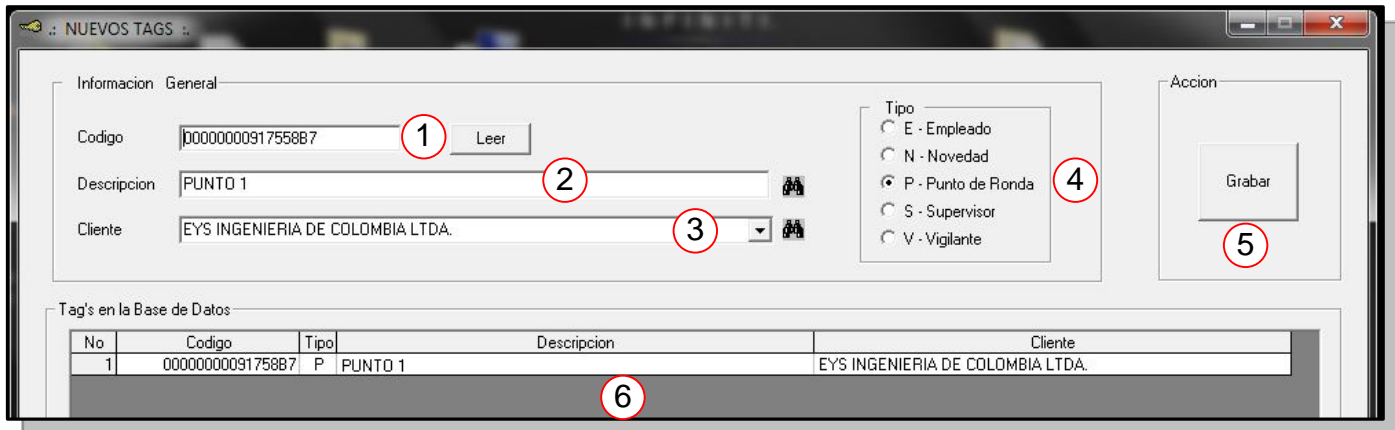 .: NUEVOS TAGS :.
INFINITI.
Informacion General
Codigo
00000000917558B7
1
Leer
Descripcion
PUNTO 1
2
Cliente
EYS INGENIERIA DE COLOMBIA LTDA.
3
Tipo
E - Empleado
N - Novedad
P - Punto de Ronda
S - Supervisor
V - Vigilante
4
Accion
Grabar
5
Tag's en la Base de Datos
No Codigo Tipo Descripcion Cliente
1 00000000091758B7 P PUNTO 1 EYS INGENIERIA DE COLOMBIA LTDA.
6